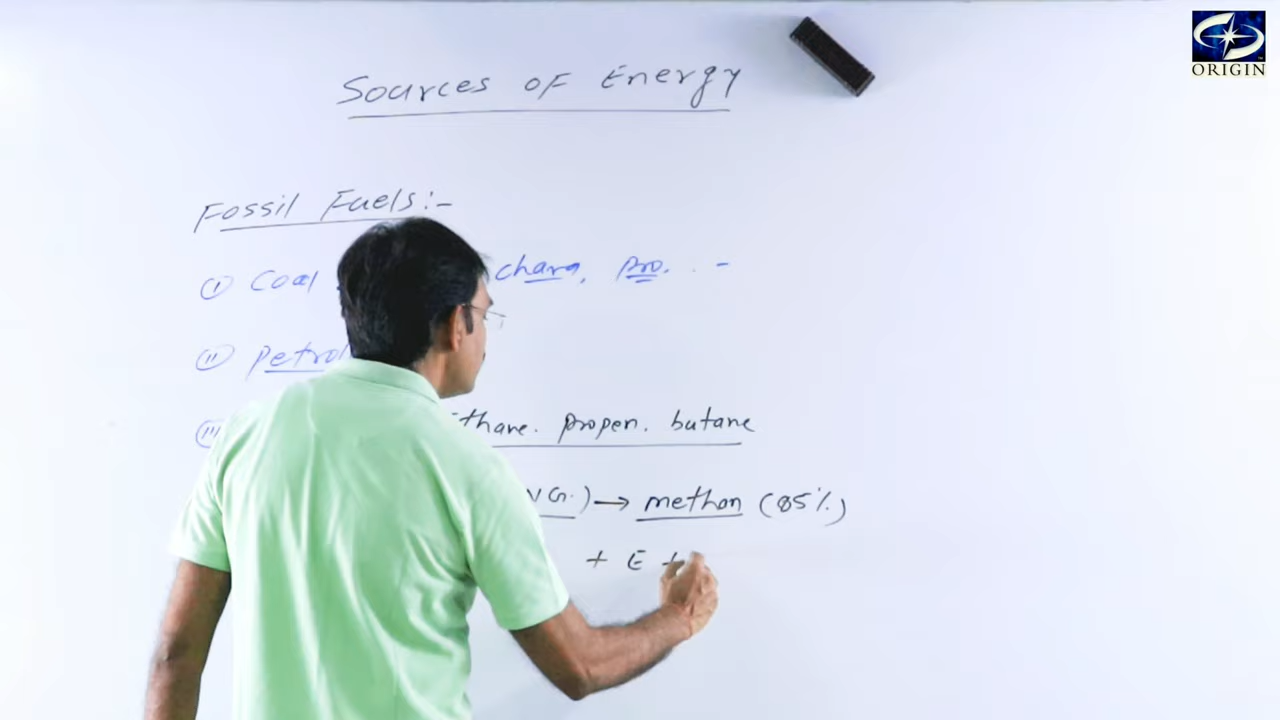 ORIGIN
Sources of Energy
Fossil Fuels:-
(i) Coal chara, pro. . -
(ii) petrol
(iii) thane. propen. butane
G.) → methan (85%)
+ E +